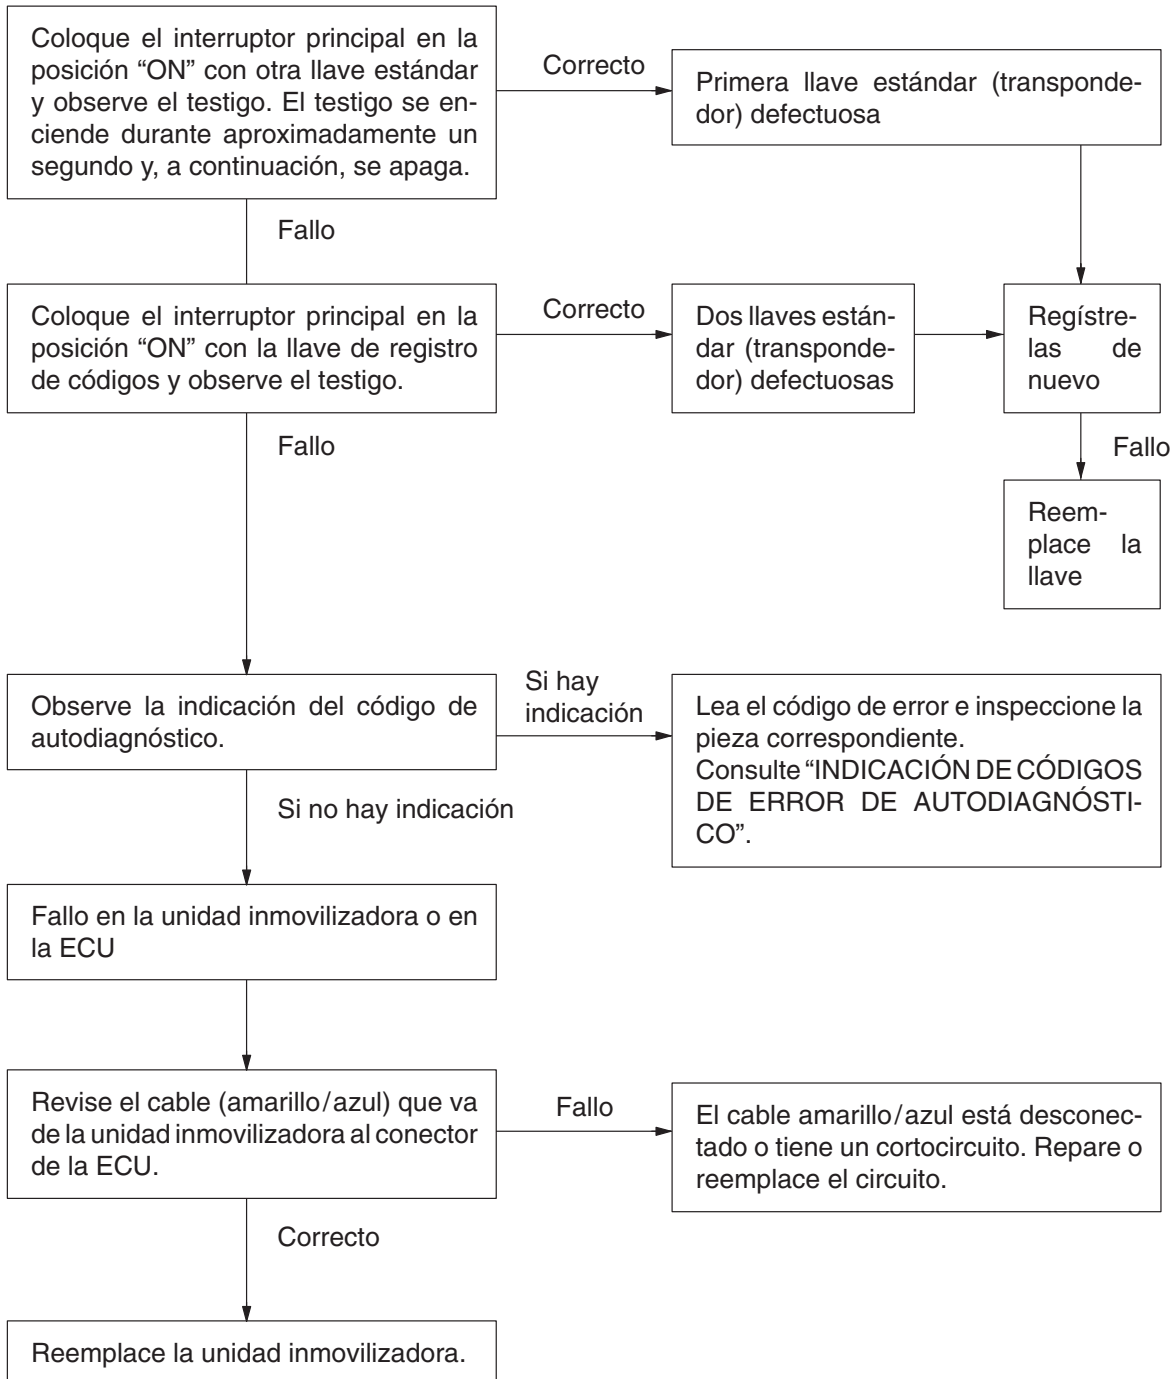 Coloque el interruptor principal en la
posición “ON” con otra llave estándar
y observe el testigo. El testigo se en-
ciende durante aproximadamente un
segundo y, a continuación, se apaga.
Correcto
Primera llave estándar (transponde-
dor) defectuosa
Fallo
Coloque el interruptor principal en la
posición “ON” con la llave de registro
de códigos y observe el testigo.
Correcto
Dos llaves están-
dar (transponde-
dor) defectuosas
Regístre-
las de
nuevo
Fallo
Fallo
Reem-
place la
llave
Observe la indicación del código de
autodiagnóstico.
Si hay
indicación
Lea el código de error e inspeccione la
pieza correspondiente.
Consulte “INDICACIÓN DE CÓDIGOS
DE ERROR DE AUTODIAGNÓSTI-
CO”.
Si no hay indicación
Fallo en la unidad inmovilizadora o en
la ECU
Revise el cable (amarillo/azul) que va
de la unidad inmovilizadora al conector
de la ECU.
Fallo
El cable amarillo/azul está desconec-
tado o tiene un cortocircuito. Repare o
reemplace el circuito.
Correcto
Reemplace la unidad inmovilizadora.